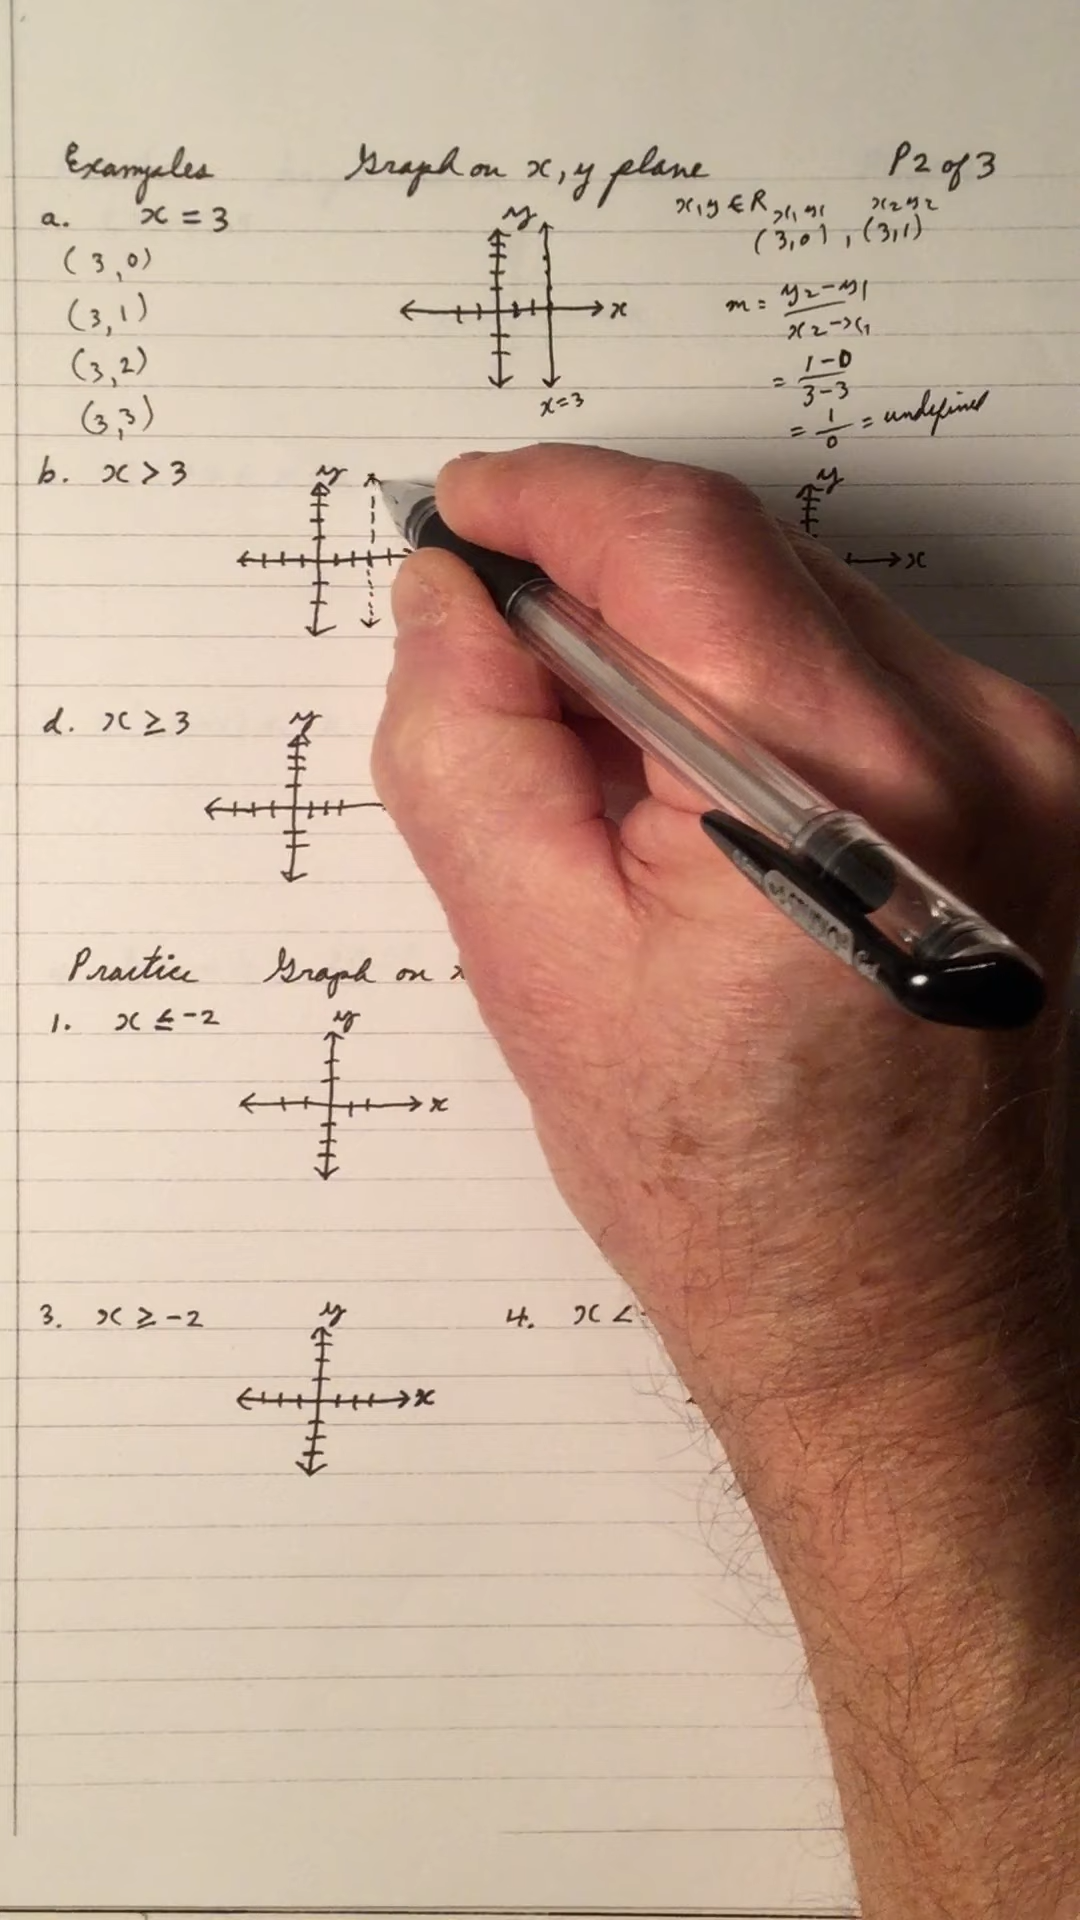 Examples Graph on x, y plane P2 of 3
a. x = 3
(3,0)
(3,1)
(3,2)
(3,3)
y
x
x=3
x,y ∈ R x1 y1 x2 y2
(3,0), (3,1)
m = y2-y1
x2-x1
= 1-0
3-3
= 1 = undefined
0
b. x > 3 y
y
x
d. x ≥ 3 y
Practice Graph on x
1. x ≤ -2 y
x
3. x ≥ -2 y
x
4. x <